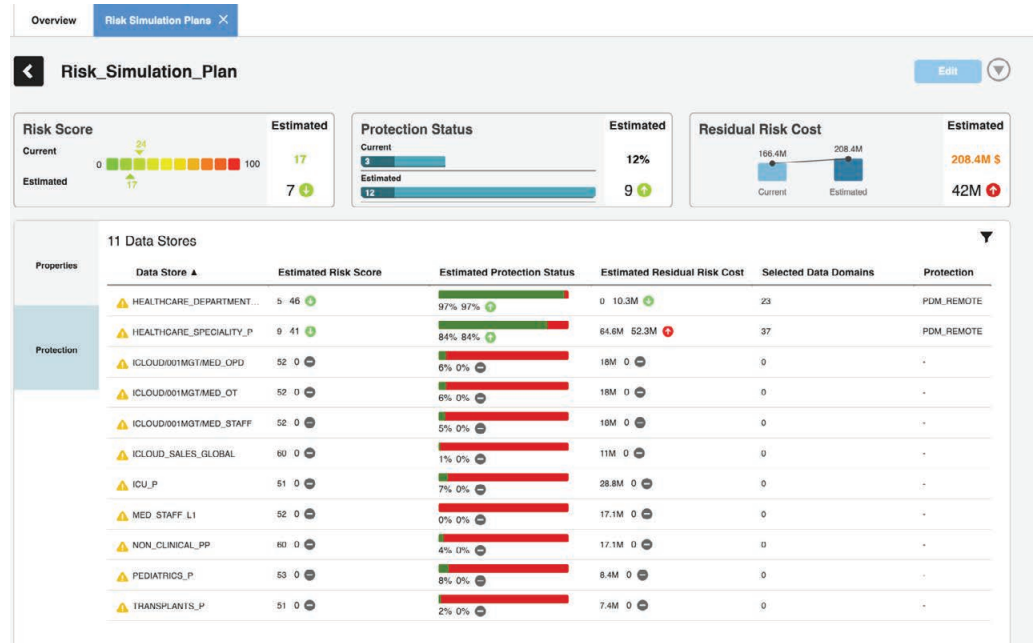 Overview Risk Simulation Plans
Risk_Simulation_Plan Edit
Risk Score Estimated
Current 24
0 100 17
Estimated 17 7
Protection Status Estimated
Current
3 12%
Estimated
12 9
Residual Risk Cost Estimated
166.4M 208.4M 208.4M $
Current Estimated 42M
Properties
Protection
11 Data Stores
Data Store ▲ Estimated Risk Score Estimated Protection Status Estimated Residual Risk Cost Selected Data Domains Protection
HEALTHCARE_DEPARTMENT... 5 46 97% 97% 0 10.3M 23 PDM_REMOTE
HEALTHCARE_SPECIALITY_P 9 41 84% 84% 64.6M 52.3M 37 PDM_REMOTE
ICLOUD/001MGT/MED_OPD 52 0 6% 0% 18M 0 0 -
ICLOUD/001MGT/MED_OT 52 0 6% 0% 18M 0 0 -
ICLOUD/001MGT/MED_STAFF 52 0 5% 0% 18M 0 0 -
ICLOUD_SALES_GLOBAL 60 0 1% 0% 11M 0 0 -
ICU_P 51 0 7% 0% 28.8M 0 0 -
MED_STAFF_L1 52 0 0% 0% 17.1M 0 0 -
NON_CLINICAL_PP 60 0 4% 0% 17.1M 0 0 -
PEDIATRICS_P 53 0 8% 0% 8.4M 0 0 -
TRANSPLANTS_P 51 0 2% 0% 7.4M 0 0 -